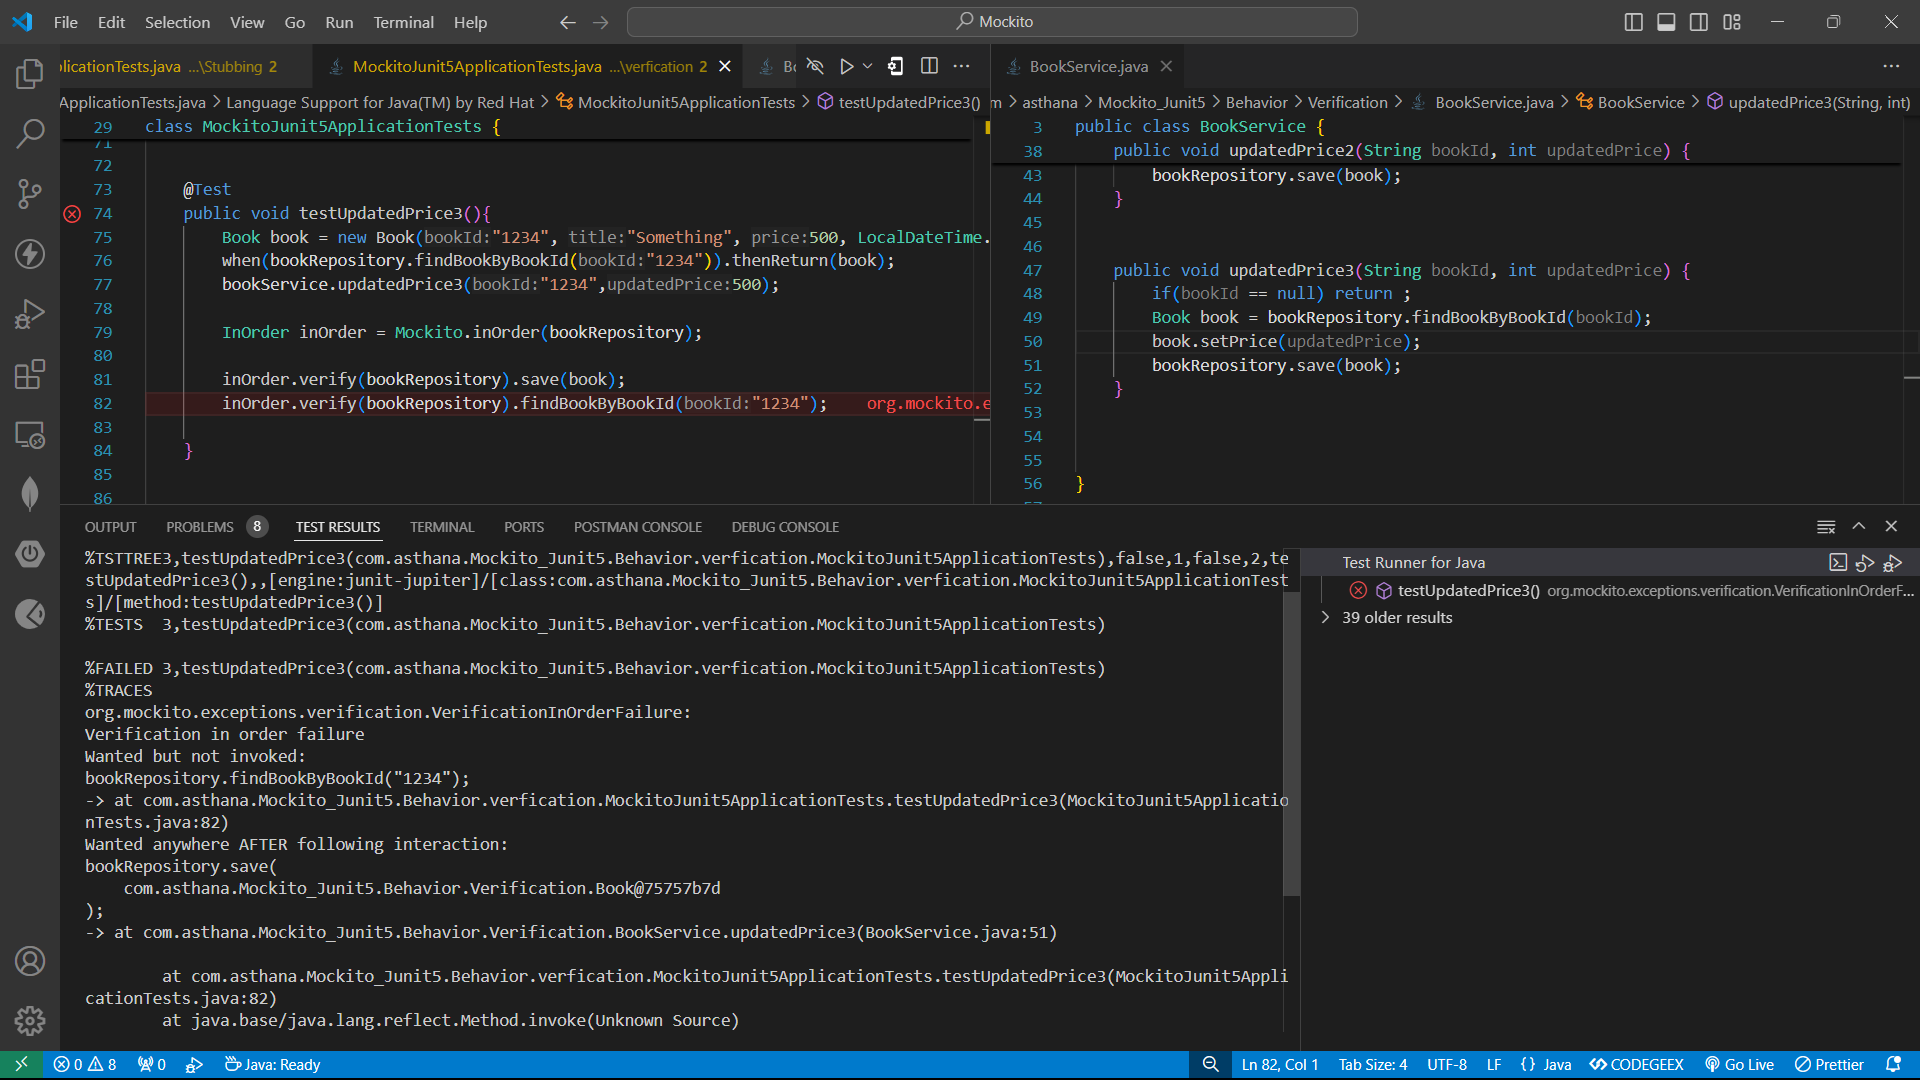 File Edit Selection View Go Run Terminal Help
Mockito
plicationTests.java ...\Stubbing 2
MockitoJunit5ApplicationTests.java ...\verfication 2
BookService.java
ApplicationTests.java > Language Support for Java(TM) by Red Hat > MockitoJunit5ApplicationTests > testUpdatedPrice3()
29 class MockitoJunit5ApplicationTests {
71
72
73 @Test
74 public void testUpdatedPrice3(){
75 Book book = new Book(bookId:"1234", title:"Something", price:500, LocalDateTime.
76 when(bookRepository.findBookByBookId(bookId:"1234")).thenReturn(book);
77 bookService.updatedPrice3(bookId:"1234",updatedPrice:500);
78
79 InOrder inOrder = Mockito.inOrder(bookRepository);
80
81 inOrder.verify(bookRepository).save(book);
82 inOrder.verify(bookRepository).findBookByBookId(bookId:"1234"); org.mockito.e
83
84 }
85
86
m > asthana > Mockito_Junit5 > Behavior > Verification > BookService.java > BookService > updatedPrice3(String, int)
3 public class BookService {
38 public void updatedPrice2(String bookId, int updatedPrice) {
43 bookRepository.save(book);
44 }
45
46
47 public void updatedPrice3(String bookId, int updatedPrice) {
48 if(bookId == null) return ;
49 Book book = bookRepository.findBookByBookId(bookId);
50 book.setPrice(updatedPrice);
51 bookRepository.save(book);
52 }
53
54
55
56 }
OUTPUT PROBLEMS 8 TEST RESULTS TERMINAL PORTS POSTMAN CONSOLE DEBUG CONSOLE
%TSTTREE3,testUpdatedPrice3(com.asthana.Mockito_Junit5.Behavior.verfication.MockitoJunit5ApplicationTests),false,1,false,2,te
stUpdatedPrice3(),,[engine:junit-jupiter]/[class:com.asthana.Mockito_Junit5.Behavior.verfication.MockitoJunit5ApplicationTest
s]/[method:testUpdatedPrice3()]
%TESTS 3,testUpdatedPrice3(com.asthana.Mockito_Junit5.Behavior.verfication.MockitoJunit5ApplicationTests)
%FAILED 3,testUpdatedPrice3(com.asthana.Mockito_Junit5.Behavior.verfication.MockitoJunit5ApplicationTests)
%TRACES
org.mockito.exceptions.verification.VerificationInOrderFailure:
Verification in order failure
Wanted but not invoked:
bookRepository.findBookByBookId("1234");
-> at com.asthana.Mockito_Junit5.Behavior.verfication.MockitoJunit5ApplicationTests.testUpdatedPrice3(MockitoJunit5Applicatio
nTests.java:82)
Wanted anywhere AFTER following interaction:
bookRepository.save(
com.asthana.Mockito_Junit5.Behavior.Verification.Book@75757b7d
);
-> at com.asthana.Mockito_Junit5.Behavior.Verification.BookService.updatedPrice3(BookService.java:51)
at com.asthana.Mockito_Junit5.Behavior.verfication.MockitoJunit5ApplicationTests.testUpdatedPrice3(MockitoJunit5Appli
cationTests.java:82)
at java.base/java.lang.reflect.Method.invoke(Unknown Source)
Test Runner for Java
testUpdatedPrice3() org.mockito.exceptions.verification.VerificationInOrderF...
39 older results
0 8 0 Java: Ready
Ln 82, Col 1 Tab Size: 4 UTF-8 LF {} Java CODEGEEX Go Live Prettier